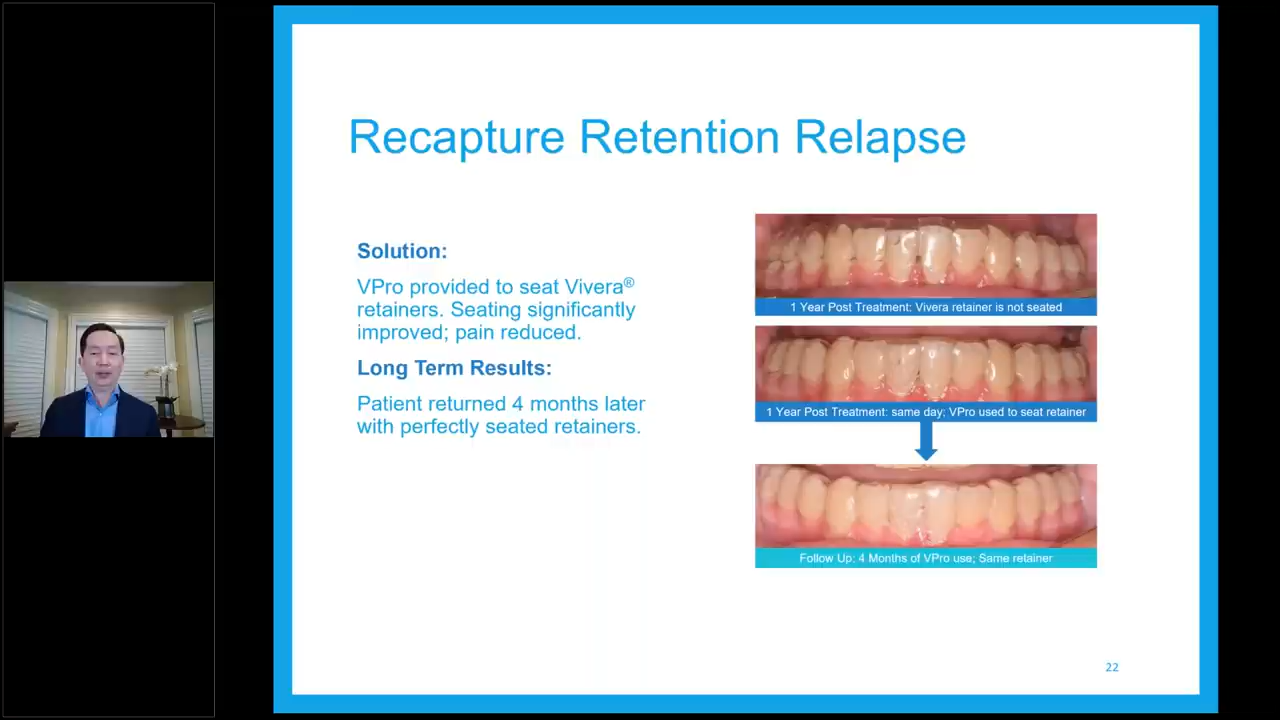 Recapture Retention Relapse
Solution:
VPro provided to seat Vivera®
retainers. Seating significantly
improved; pain reduced.
Long Term Results:
Patient returned 4 months later
with perfectly seated retainers.
1 Year Post Treatment: Vivera retainer is not seated
1 Year Post Treatment: same day; VPro used to seat retainer
Follow Up: 4 Months of VPro use; Same retainer
22